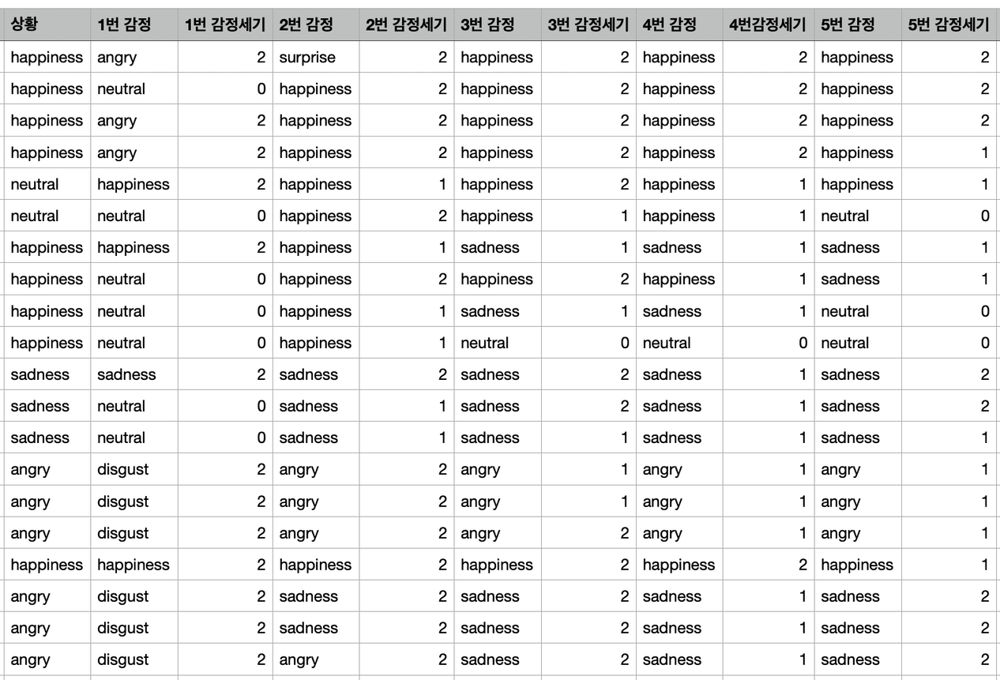 상황 1번 감정 1번 감정세기 2번 감정 2번 감정세기 3번 감정 3번 감정세기 4번 감정 4번감정세기 5번 감정 5번 감정세기
happiness angry 2 surprise 2 happiness 2 happiness 2 happiness 2
happiness neutral 0 happiness 2 happiness 2 happiness 2 happiness 2
happiness angry 2 happiness 2 happiness 2 happiness 2 happiness 2
happiness angry 2 happiness 2 happiness 2 happiness 2 happiness 1
neutral happiness 2 happiness 1 happiness 2 happiness 1 happiness 1
neutral neutral 0 happiness 2 happiness 1 happiness 1 neutral 0
happiness happiness 2 happiness 1 sadness 1 sadness 1 sadness 1
happiness neutral 0 happiness 2 happiness 2 happiness 1 sadness 1
happiness neutral 0 happiness 1 sadness 1 sadness 1 neutral 0
happiness neutral 0 happiness 1 neutral 0 neutral 0 neutral 0
sadness sadness 2 sadness 2 sadness 2 sadness 1 sadness 2
sadness neutral 0 sadness 1 sadness 2 sadness 1 sadness 2
sadness neutral 0 sadness 1 sadness 1 sadness 1 sadness 1
angry disgust 2 angry 2 angry 1 angry 1 angry 1
angry disgust 2 angry 2 angry 1 angry 1 angry 1
angry disgust 2 angry 2 angry 2 angry 1 angry 1
happiness happiness 2 happiness 2 happiness 2 happiness 2 happiness 1
angry disgust 2 sadness 2 sadness 2 sadness 1 sadness 2
angry disgust 2 sadness 2 sadness 2 sadness 1 sadness 2
angry disgust 2 angry 2 sadness 2 sadness 1 sadness 2